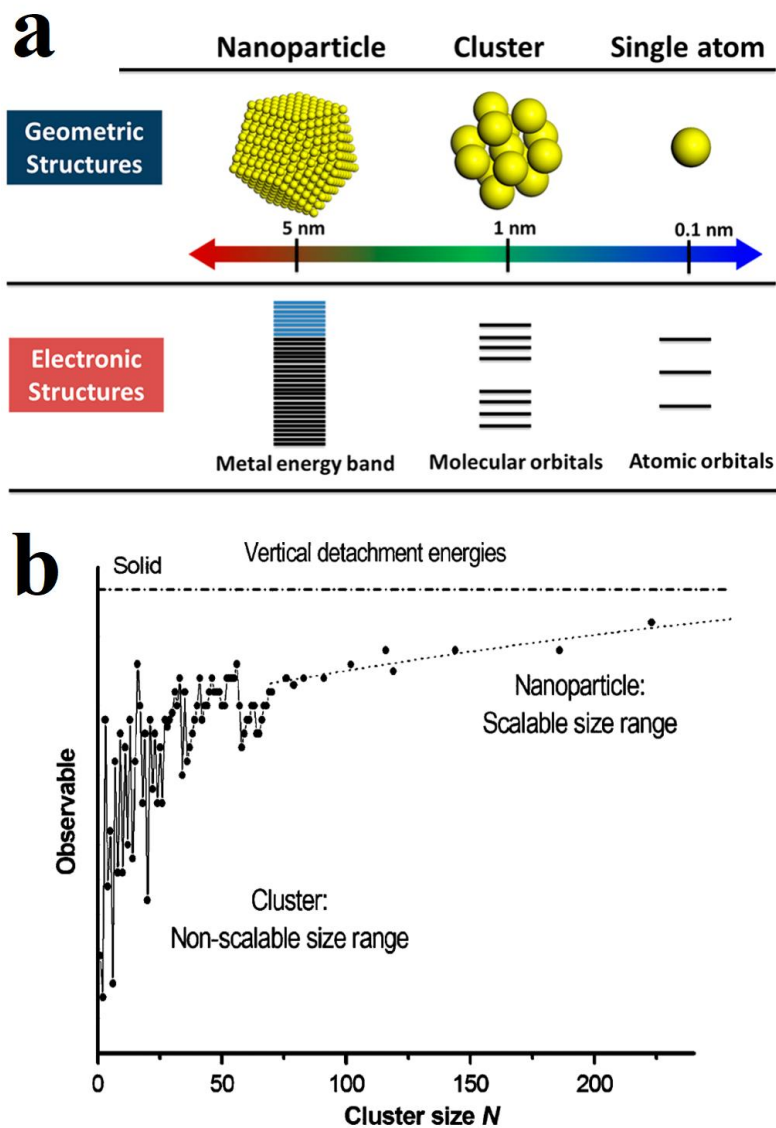 a
Nanoparticle Cluster Single atom
Geometric
Structures
5 nm 1 nm 0.1 nm
Electronic
Structures
Metal energy band Molecular orbitals Atomic orbitals
b
Solid Vertical detachment energies
Nanoparticle:
Scalable size range
Cluster:
Non-scalable size range
Observable
0 50 100 150 200
Cluster size N